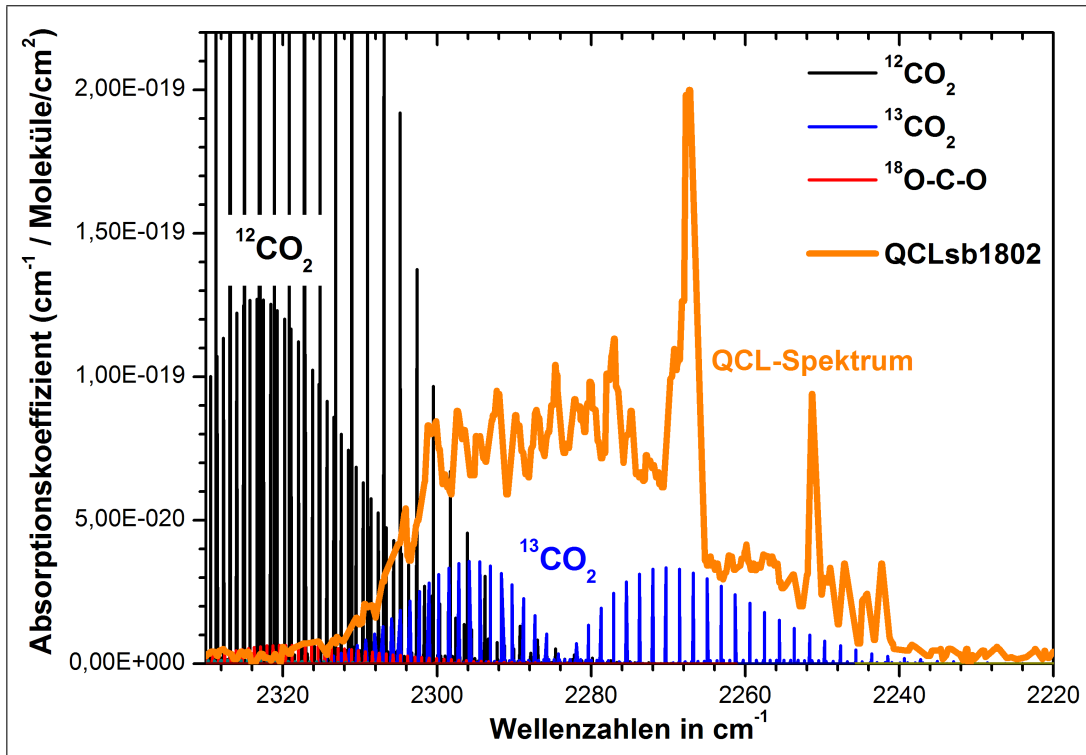 Absorptionskoeffizient (cm⁻¹ / Moleküle/cm²)
2,00E-019
1,50E-019
1,00E-019
5,00E-020
0,00E+000
¹²CO₂
¹³CO₂
¹⁸O-C-O
QCLsb1802
¹²CO₂
QCL-Spektrum
¹³CO₂
2320
2300
2280
2260
2240
2220
Wellenzahlen in cm⁻¹